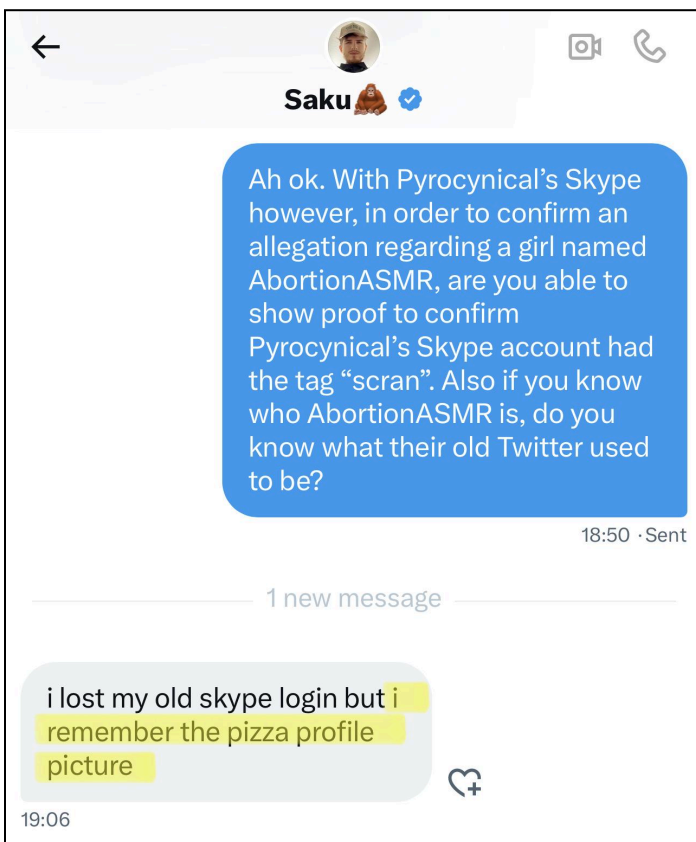 Saku🦧
Ah ok. With Pyrocynical’s Skype
however, in order to confirm an
allegation regarding a girl named
AbortionASMR, are you able to
show proof to confirm
Pyrocynical’s Skype account had
the tag “scran”. Also if you know
who AbortionASMR is, do you
know what their old Twitter used
to be?
18:50 · Sent
1 new message
i lost my old skype login but i
remember the pizza profile
picture
19:06